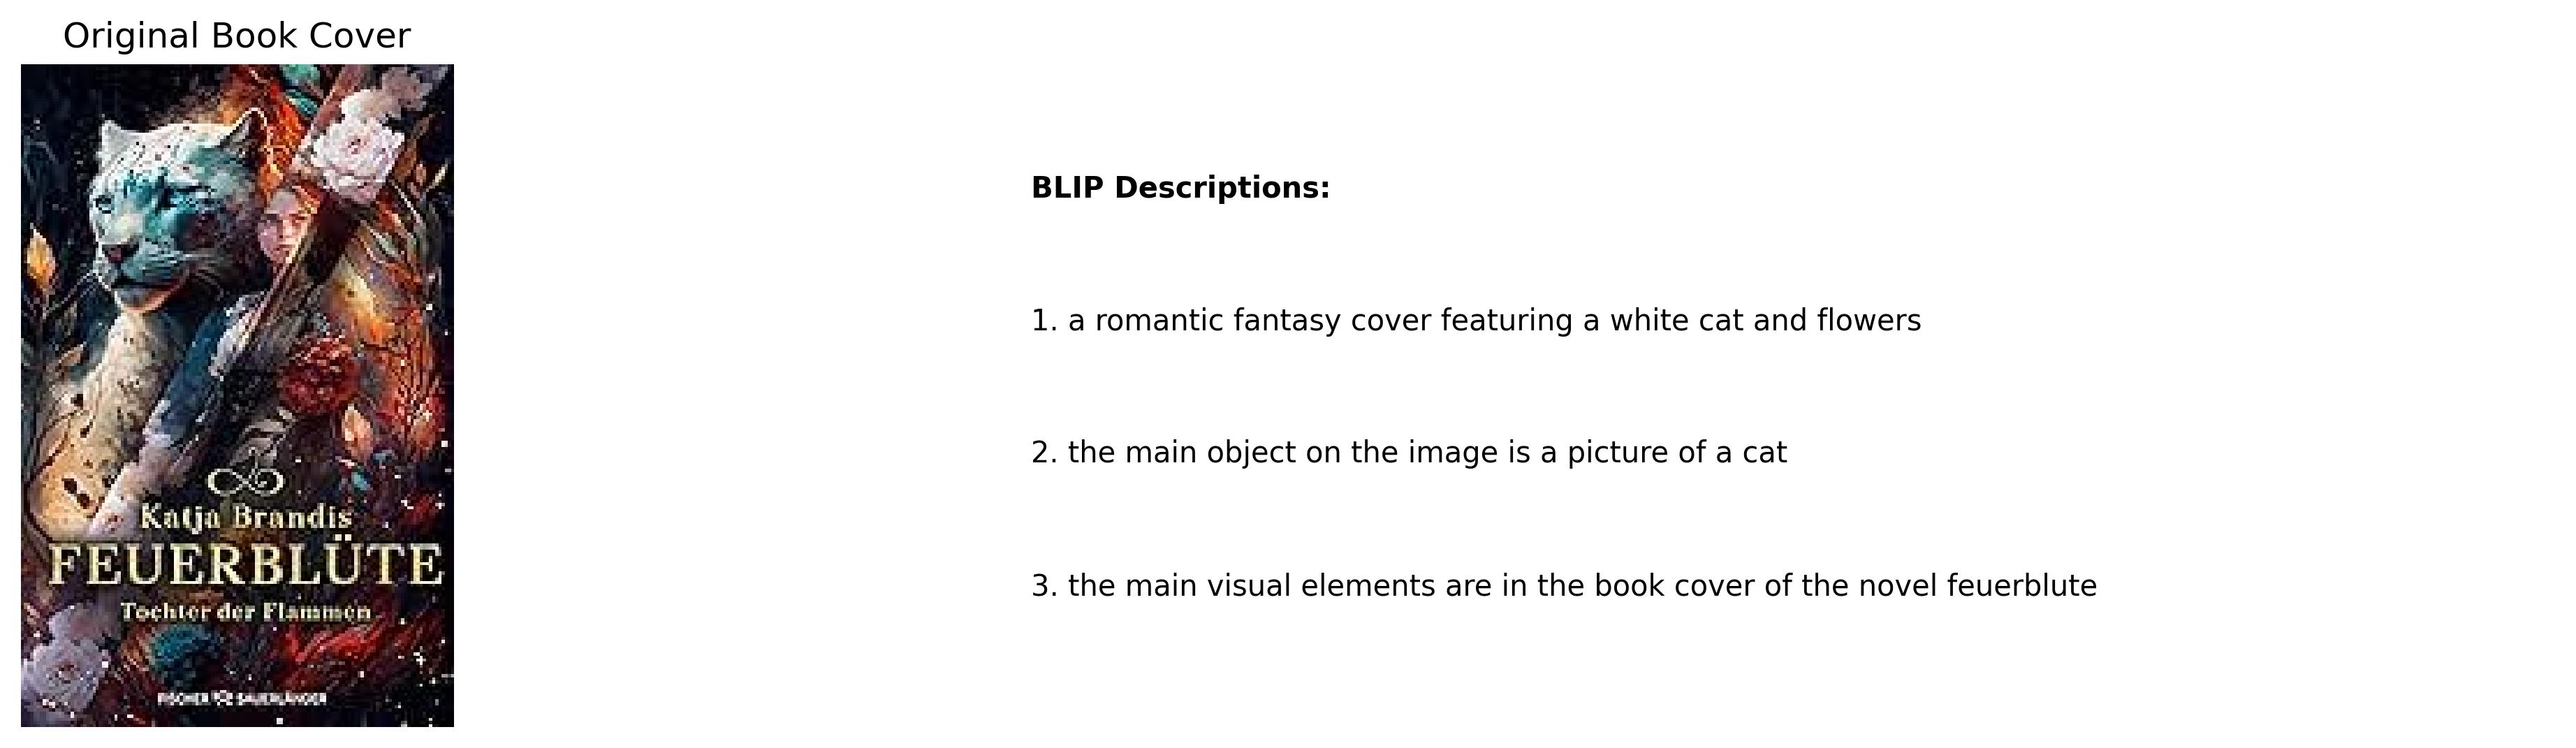 Original Book Cover
Katja Brandis
FEUERBLÜTE
Tochter der Flammen
FISCHER SAUERLÄNDER
BLIP Descriptions:
1. a romantic fantasy cover featuring a white cat and flowers
2. the main object on the image is a picture of a cat
3. the main visual elements are in the book cover of the novel feuerblute